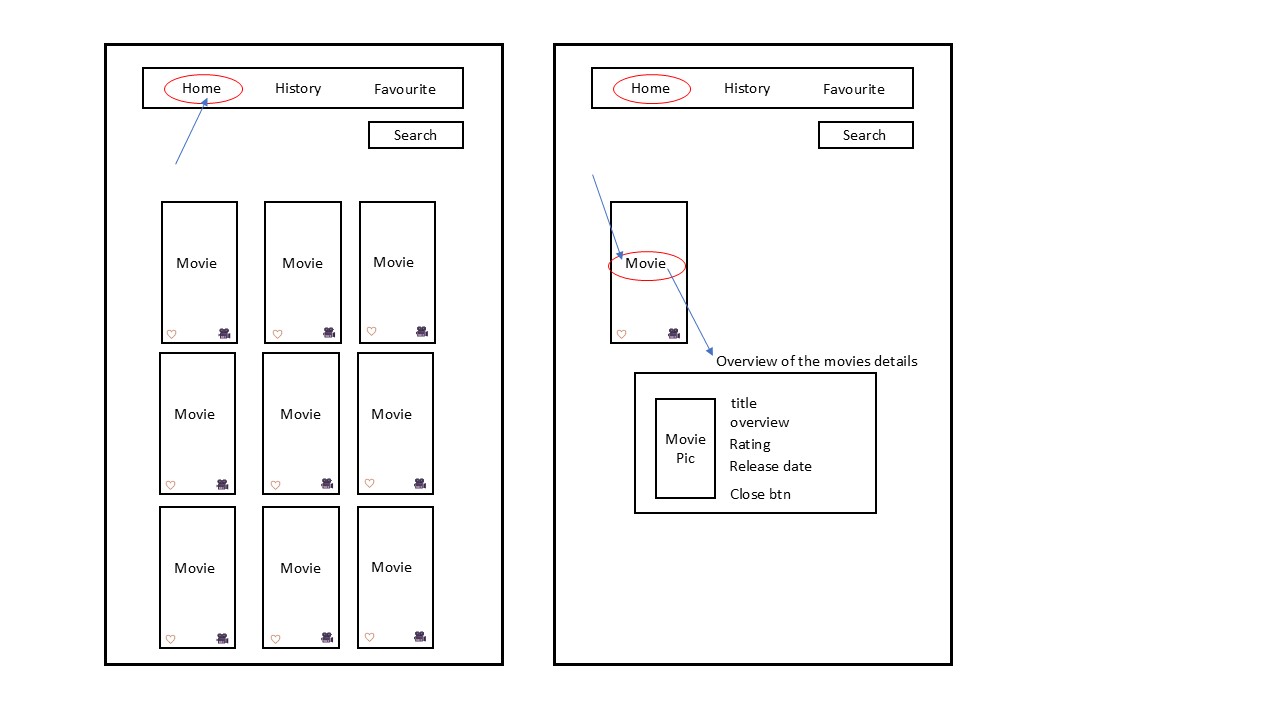 Home History Favourite
Search
Movie Movie Movie
Movie Movie Movie
Movie Movie Movie
Home History Favourite
Search
Movie
Overview of the movies details
Movie
Pic
title
overview
Rating
Release date
Close btn